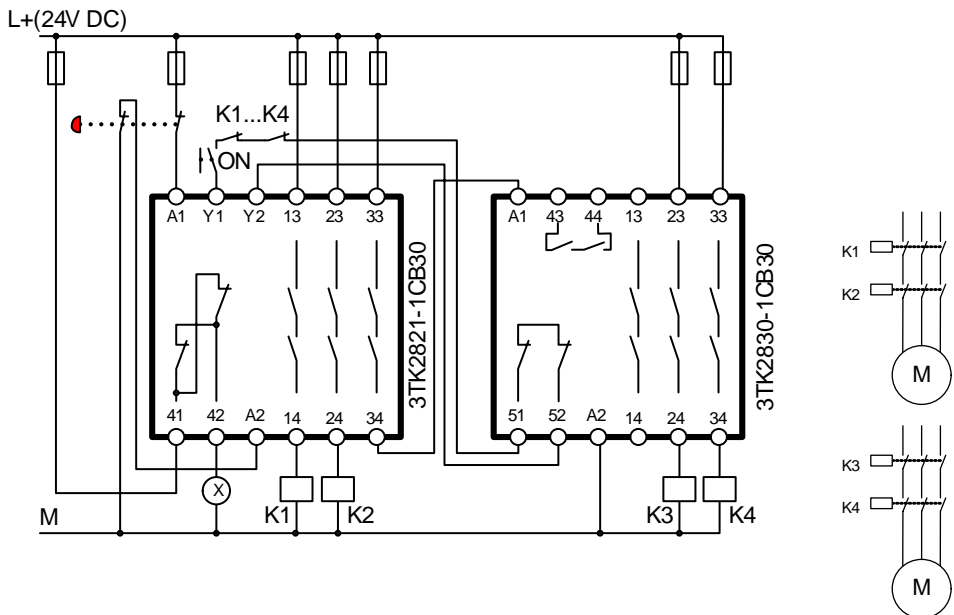 L+(24V DC)
K1...K4
ON
A1 Y1 Y2 13 23 33
A1 43 44 13 23 33
3TK2821-1CB30
3TK2830-1CB30
41 42 A2 14 24 34
51 52 A2 14 24 34
X
K1 K2
K3 K4
M
K1
K2
M
K3
K4
M